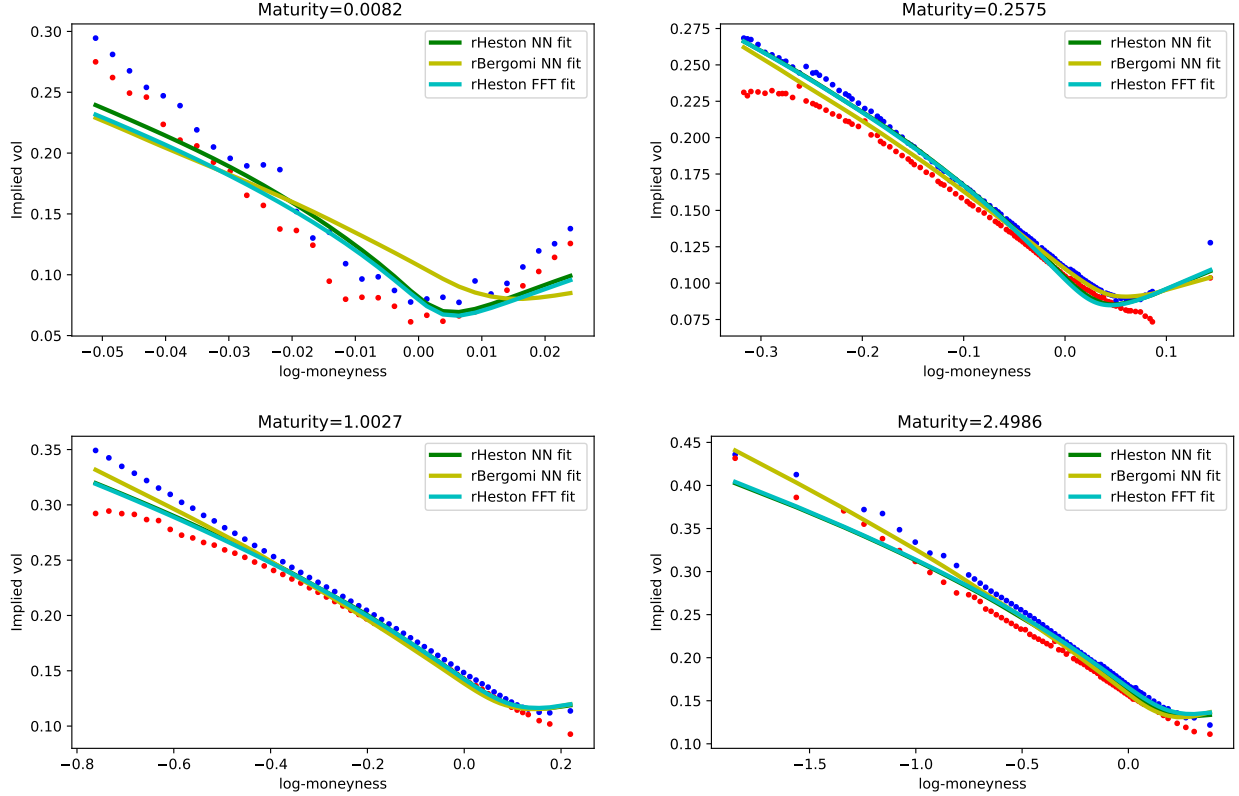 Maturity=0.0082
0.30
0.25
0.20
0.15
0.10
0.05
Implied vol
rHeston NN fit
rBergomi NN fit
rHeston FFT fit
−0.05 −0.04 −0.03 −0.02 −0.01 0.00 0.01 0.02
log-moneyness
Maturity=0.2575
0.275
0.250
0.225
0.200
0.175
0.150
0.125
0.100
0.075
Implied vol
rHeston NN fit
rBergomi NN fit
rHeston FFT fit
−0.3 −0.2 −0.1 0.0 0.1
log-moneyness
Maturity=1.0027
0.35
0.30
0.25
0.20
0.15
0.10
Implied vol
rHeston NN fit
rBergomi NN fit
rHeston FFT fit
−0.8 −0.6 −0.4 −0.2 0.0 0.2
log-moneyness
Maturity=2.4986
0.45
0.40
0.35
0.30
0.25
0.20
0.15
0.10
Implied vol
rHeston NN fit
rBergomi NN fit
rHeston FFT fit
−1.5 −1.0 −0.5 0.0
log-moneyness